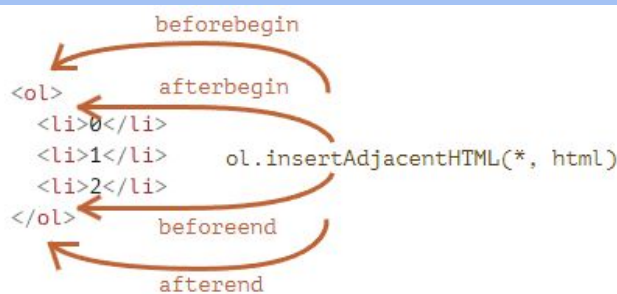 beforebegin
<ol>
afterbegin
<li>0</li>
<li>1</li>
ol.insertAdjacentHTML(*, html)
<li>2</li>
</ol>
beforeend
afterend